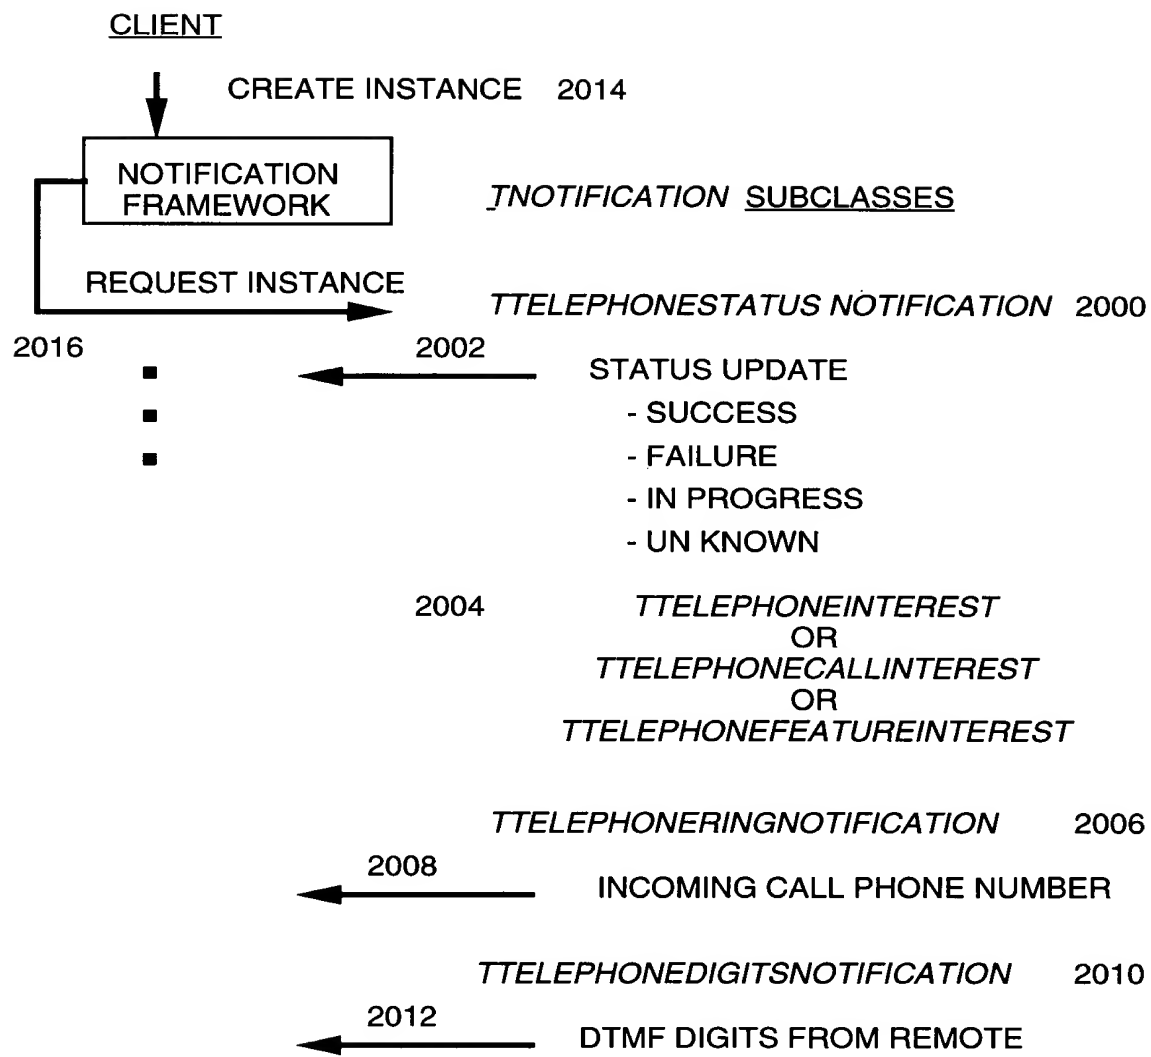 CLIENT
CREATE INSTANCE 2014
NOTIFICATION
FRAMEWORK
TNOTIFICATION SUBCLASSES
REQUEST INSTANCE
TTELEPHONESTATUS NOTIFICATION 2000
2016
2002
STATUS UPDATE
- SUCCESS
- FAILURE
- IN PROGRESS
- UN KNOWN
2004
TTELEPHONEINTEREST
OR
TTELEPHONECALLINTEREST
OR
TTELEPHONEFEATUREINTEREST
TTELEPHONERINGNOTIFICATION 2006
2008
INCOMING CALL PHONE NUMBER
TTELEPHONEDIGITSNOTIFICATION 2010
2012
DTMF DIGITS FROM REMOTE